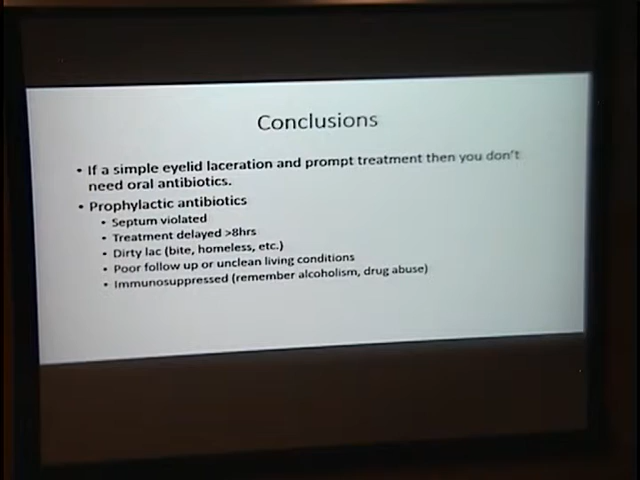 Conclusions
• If a simple eyelid laceration and prompt treatment then you don't
need oral antibiotics.
• Prophylactic antibiotics
• Septum violated
• Treatment delayed >8hrs
• Dirty lac (bite, homeless, etc.)
• Poor follow up or unclean living conditions
• Immunosuppressed (remember alcoholism, drug abuse)